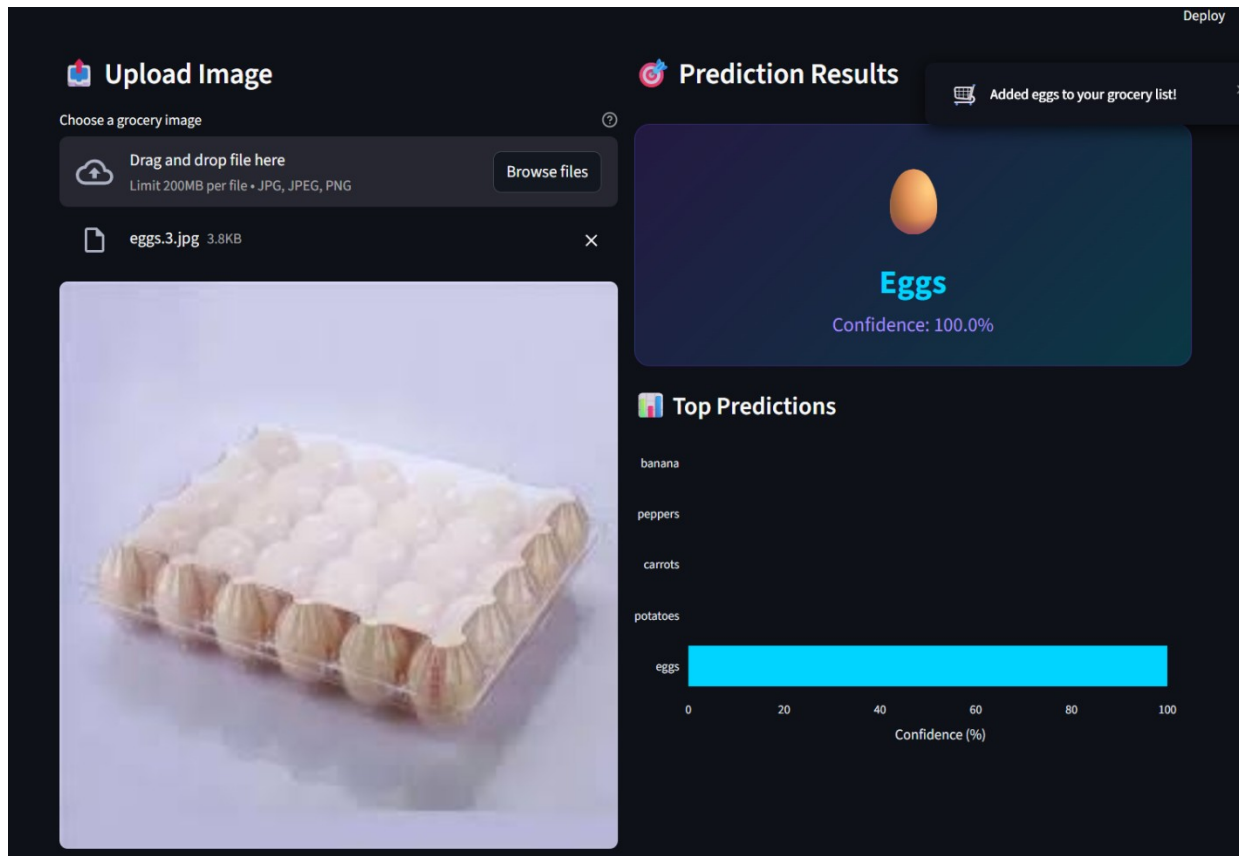 Deploy
Upload Image
Choose a grocery image
Drag and drop file here
Limit 200MB per file • JPG, JPEG, PNG
Browse files
eggs.3.jpg 3.8KB
Prediction Results
Added eggs to your grocery list!
Eggs
Confidence: 100.0%
Top Predictions
banana
peppers
carrots
potatoes
eggs
0 20 40 60 80 100
Confidence (%)